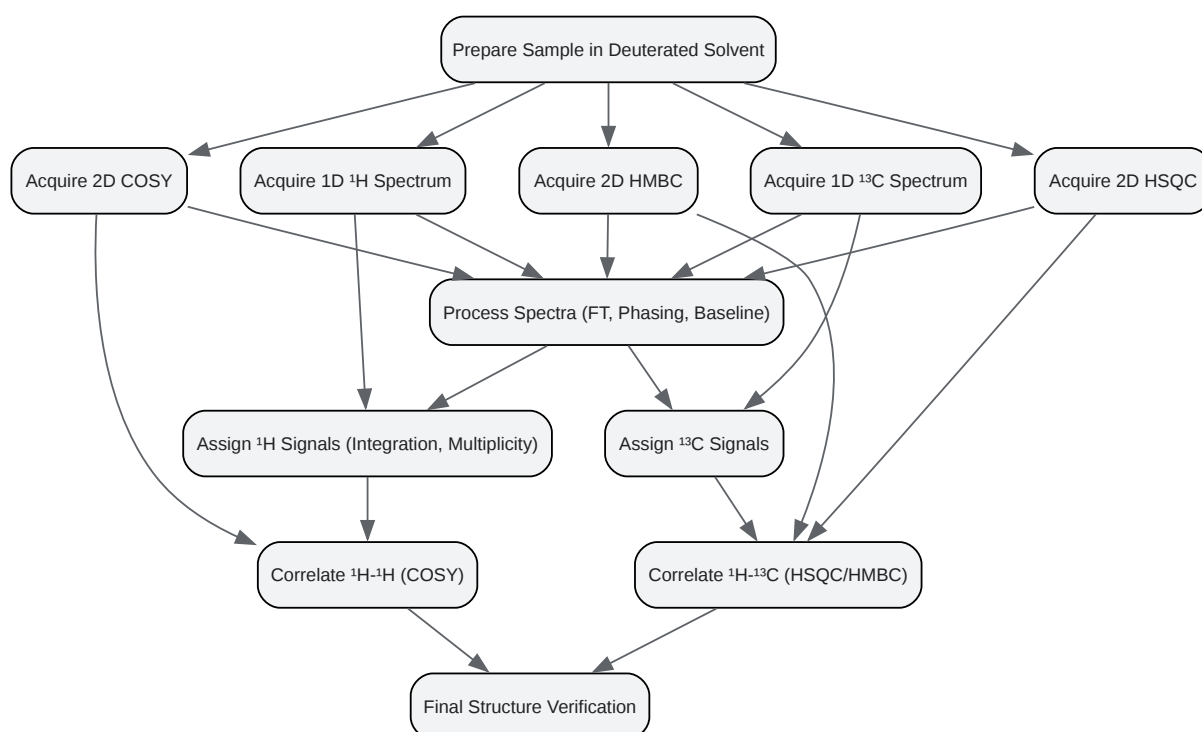 Prepare Sample in Deuterated Solvent
Acquire 2D COSY
Acquire 1D ¹H Spectrum
Acquire 2D HMBC
Acquire 1D ¹³C Spectrum
Acquire 2D HSQC
Process Spectra (FT, Phasing, Baseline)
Assign ¹H Signals (Integration, Multiplicity)
Assign ¹³C Signals
Correlate ¹H-¹H (COSY)
Correlate ¹H-¹³C (HSQC/HMBC)
Final Structure Verification